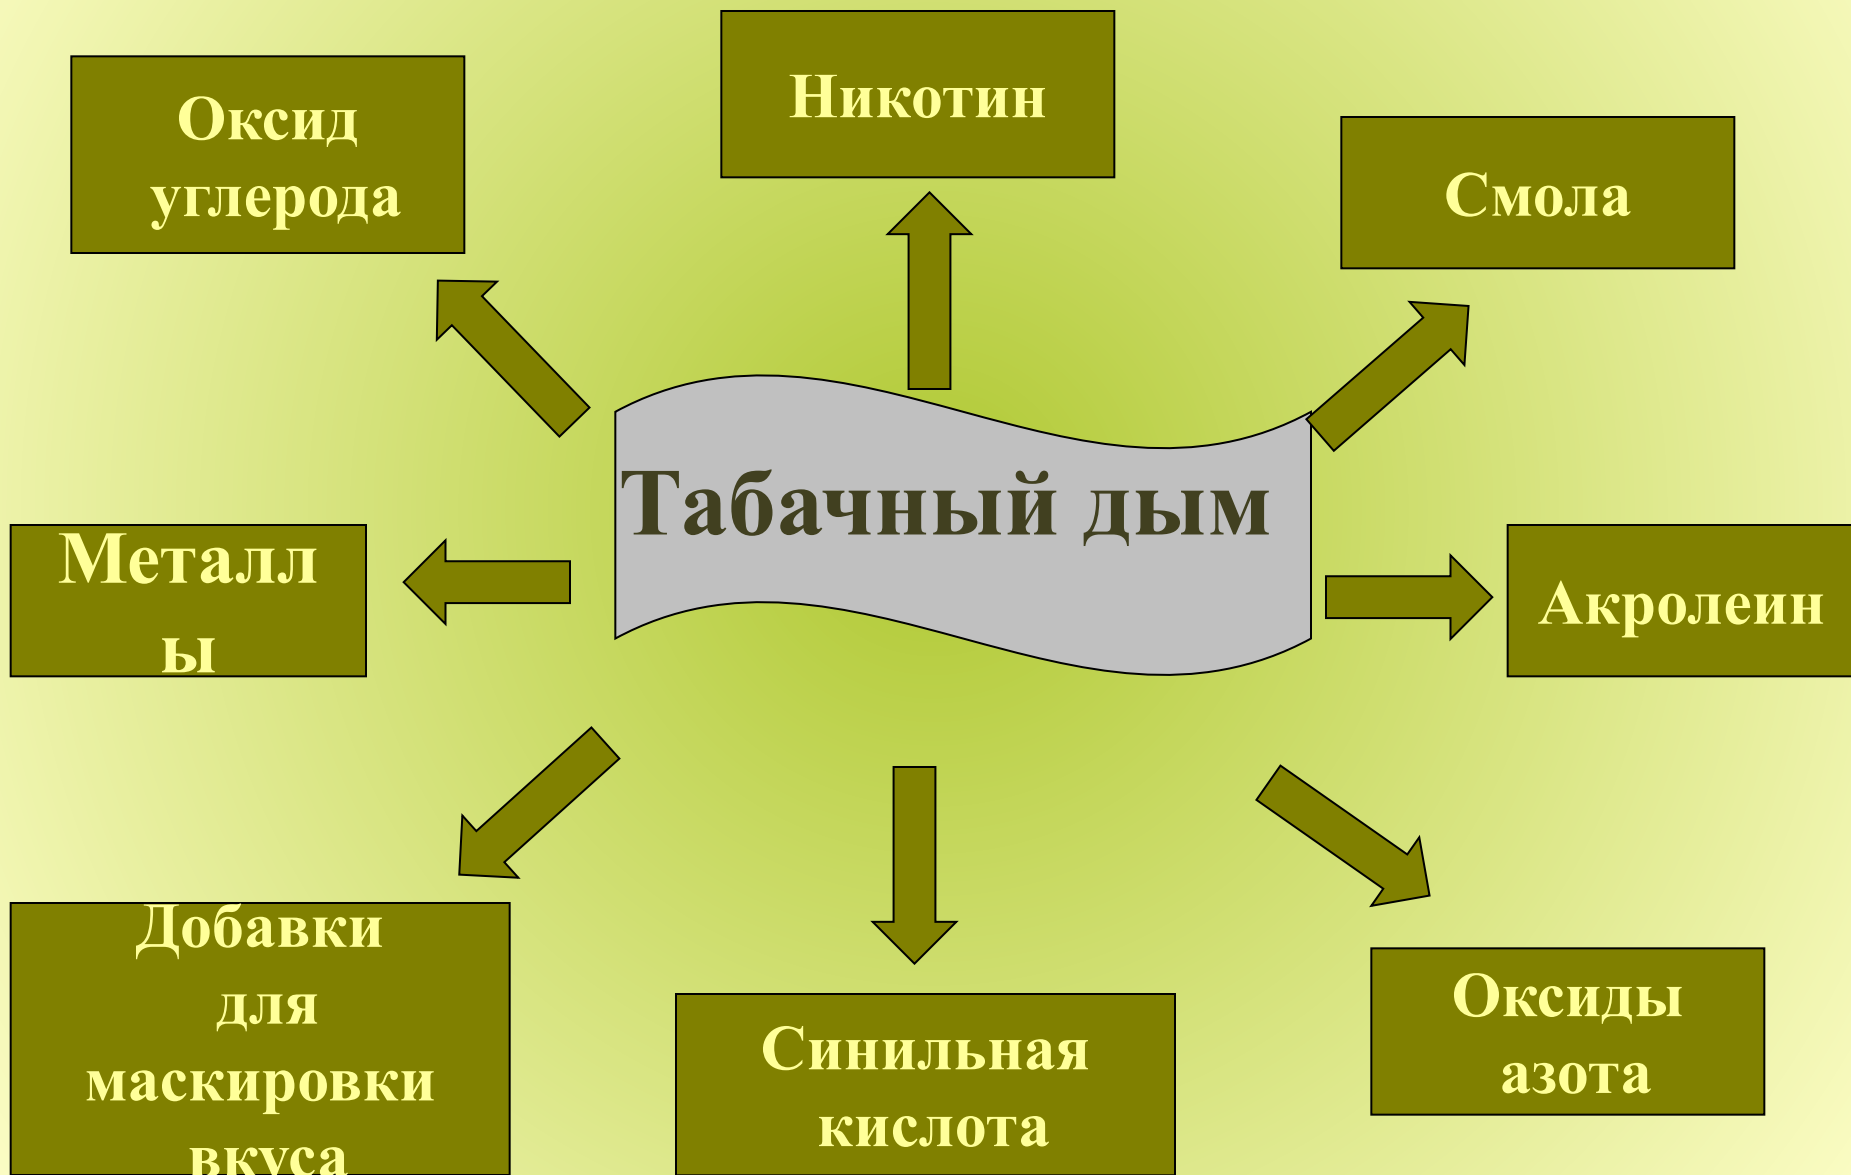 Никотин
Оксид
углерода
Смола
Табачный дым
Металл
ы
Акролеин
Добавки
для
маскировки
вкуса
Синильная
кислота
Оксиды
азота